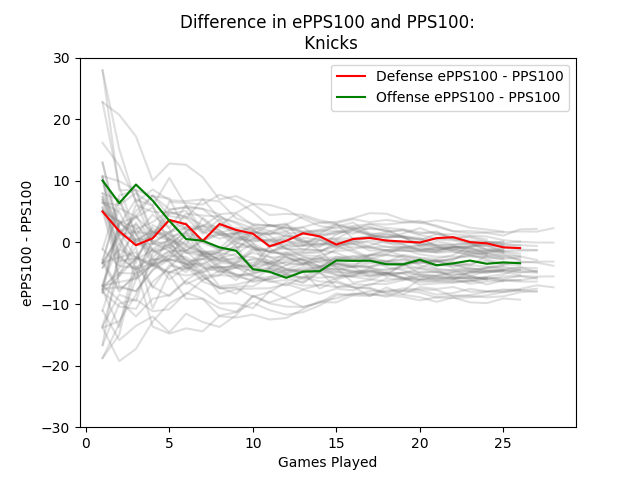 Difference in ePPS100 and PPS100:
Knicks
Defense ePPS100 - PPS100
Offense ePPS100 - PPS100
ePPS100 - PPS100
30
20
10
0
−10
−20
−30
0
5
10
15
20
25
Games Played